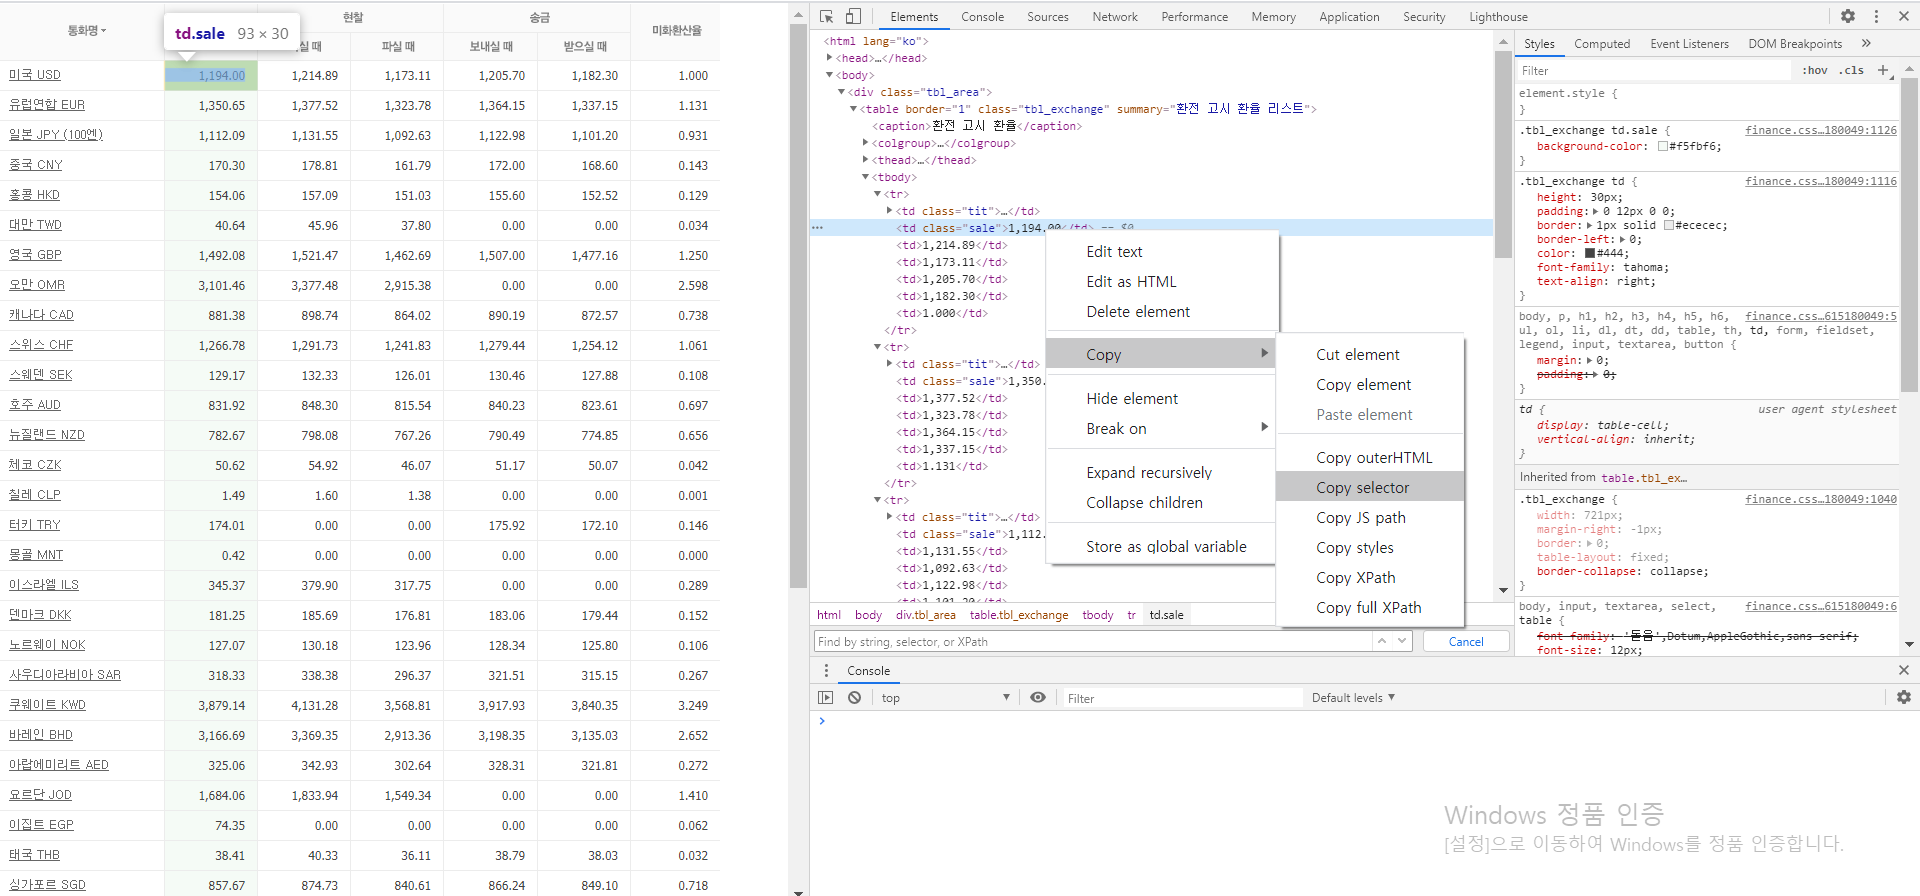 통화명
현찰
송금
미화환산율
td.sale 93 × 30
실 때
파실 때
보내실 때
받으실 때
미국 USD 1,194.00 1,214.89 1,173.11 1,205.70 1,182.30 1.000
유럽연합 EUR 1,350.65 1,377.52 1,323.78 1,364.15 1,337.15 1.131
일본 JPY (100엔) 1,112.09 1,131.55 1,092.63 1,122.98 1,101.20 0.931
중국 CNY 170.30 178.81 161.79 172.00 168.60 0.143
홍콩 HKD 154.06 157.09 151.03 155.60 152.52 0.129
대만 TWD 40.64 45.96 37.80 0.00 0.00 0.034
영국 GBP 1,492.08 1,521.47 1,462.69 1,507.00 1,477.16 1.250
오만 OMR 3,101.46 3,377.48 2,915.38 0.00 0.00 2.598
캐나다 CAD 881.38 898.74 864.02 890.19 872.57 0.738
스위스 CHF 1,266.78 1,291.73 1,241.83 1,279.44 1,254.12 1.061
스웨덴 SEK 129.17 132.33 126.01 130.46 127.88 0.108
호주 AUD 831.92 848.30 815.54 840.23 823.61 0.697
뉴질랜드 NZD 782.67 798.08 767.26 790.49 774.85 0.656
체코 CZK 50.62 54.92 46.07 51.17 50.07 0.042
칠레 CLP 1.49 1.60 1.38 0.00 0.00 0.001
터키 TRY 174.01 0.00 0.00 175.92 172.10 0.146
몽골 MNT 0.42 0.00 0.00 0.00 0.00 0.000
이스라엘 ILS 345.37 379.90 317.75 0.00 0.00 0.289
덴마크 DKK 181.25 185.69 176.81 183.06 179.44 0.152
노르웨이 NOK 127.07 130.18 123.96 128.34 125.80 0.106
사우디아라비아 SAR 318.33 338.38 296.37 321.51 315.15 0.267
쿠웨이트 KWD 3,879.14 4,131.28 3,568.81 3,917.93 3,840.35 3.249
바레인 BHD 3,166.69 3,369.35 2,913.36 3,198.35 3,135.03 2.652
아랍에미리트 AED 325.06 342.93 302.64 328.31 321.81 0.272
요르단 JOD 1,684.06 1,833.94 1,549.34 0.00 0.00 1.410
이집트 EGP 74.35 0.00 0.00 0.00 0.00 0.062
태국 THB 38.41 40.33 36.11 38.79 38.03 0.032
싱가포르 SGD 857.67 874.73 840.61 866.24 849.10 0.718
Elements Console Sources Network Performance Memory Application Security Lighthouse
<html lang="ko">
<head>…</head>
<body>
<div class="tbl_area">
<table border="1" class="tbl_exchange" summary="환전 고시 환율 리스트">
<caption>환전 고시 환율</caption>
<colgroup>…</colgroup>
<thead>…</thead>
<tbody>
<tr>
<td class="tit">…</td>
<td class="sale">1,194.00</td> == $0
<td>1,214.89</td>
<td>1,173.11</td>
<td>1,205.70</td>
<td>1,182.30</td>
<td>1.000</td>
</tr>
<tr>
<td class="tit">…</td>
<td class="sale">1,350.
<td>1,377.52</td>
<td>1,323.78</td>
<td>1,364.15</td>
<td>1,337.15</td>
<td>1.131</td>
</tr>
<tr>
<td class="tit">…</td>
<td class="sale">1,112.
<td>1,131.55</td>
<td>1,092.63</td>
<td>1,122.98</td>
<td>1,101.20</td>
Edit text
Edit as HTML
Delete element
Copy
Hide element
Break on
Expand recursively
Collapse children
Store as global variable
Cut element
Copy element
Paste element
Copy outerHTML
Copy selector
Copy JS path
Copy styles
Copy XPath
Copy full XPath
html body div.tbl_area table.tbl_exchange tbody tr td.sale
Find by string, selector, or XPath
Cancel
Styles Computed Event Listeners DOM Breakpoints »
Filter :hov .cls +
element.style {
}
.tbl_exchange td.sale { finance.css…180049:1126
background-color: #f5fbf6;
}
.tbl_exchange td { finance.css…180049:1116
height: 30px;
padding: 0 12px 0 0;
border: 1px solid #ececec;
border-left: 0;
color: #444;
font-family: tahoma;
text-align: right;
}
body, p, h1, h2, h3, h4, h5, h6, finance.css…615180049:5
ul, ol, li, dl, dt, dd, table, th, td, form, fieldset,
legend, input, textarea, button {
margin: 0;
padding: 0;
}
td { user agent stylesheet
display: table-cell;
vertical-align: inherit;
}
Inherited from table.tbl_ex…
.tbl_exchange { finance.css…180049:1040
width: 721px;
margin-right: -1px;
border: 0;
table-layout: fixed;
border-collapse: collapse;
}
body, input, textarea, select, finance.css…615180049:6
table {
font-family: '돋움',Dotum,AppleGothic,sans-serif;
font-size: 12px;
Console
top Filter Default levels
Windows 정품 인증
[설정]으로 이동하여 Windows를 정품 인증합니다.